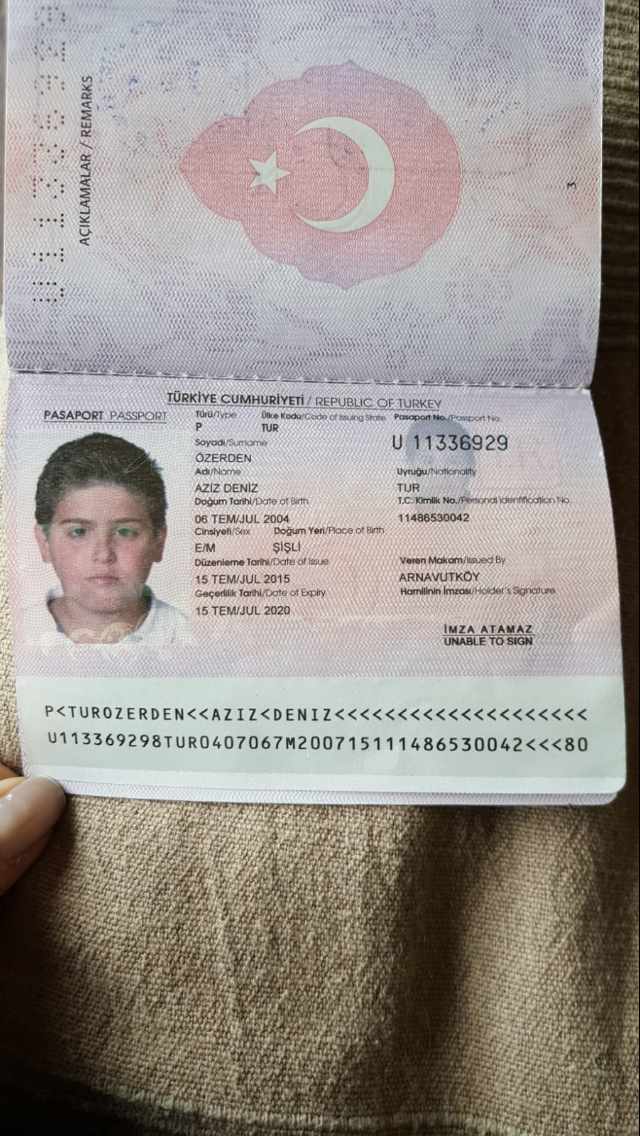 U 11336929
AÇIKLAMALAR / REMARKS
3
TÜRKİYE CUMHURİYETİ / REPUBLIC OF TURKEY
PASAPORT PASSPORT
Türü/Type Ülke Kodu/Code of Issuing State Pasaport No./Passport No.
P TUR U 11336929
Soyadı/Surname
ÖZERDEN
Adı/Name Uyruğu/Nationality
AZİZ DENİZ TUR
Doğum Tarihi/Date of Birth T.C. Kimlik No./Personal Identification No.
06 TEM/JUL 2004 11486530042
Cinsiyeti/Sex Doğum Yeri/Place of Birth
E/M ŞİŞLİ
Düzenleme Tarihi/Date of Issue Veren Makam/Issued By
15 TEM/JUL 2015 ARNAVUTKÖY
Geçerlilik Tarihi/Date of Expiry Hamilinin İmzası/Holder's Signature
15 TEM/JUL 2020
İMZA ATAMAZ
UNABLE TO SIGN
P<TUROZERDEN<<AZIZ<DENIZ<<<<<<<<<<<<<<<<<<<<
U113369298TUR0407067M200715111486530042<<<80